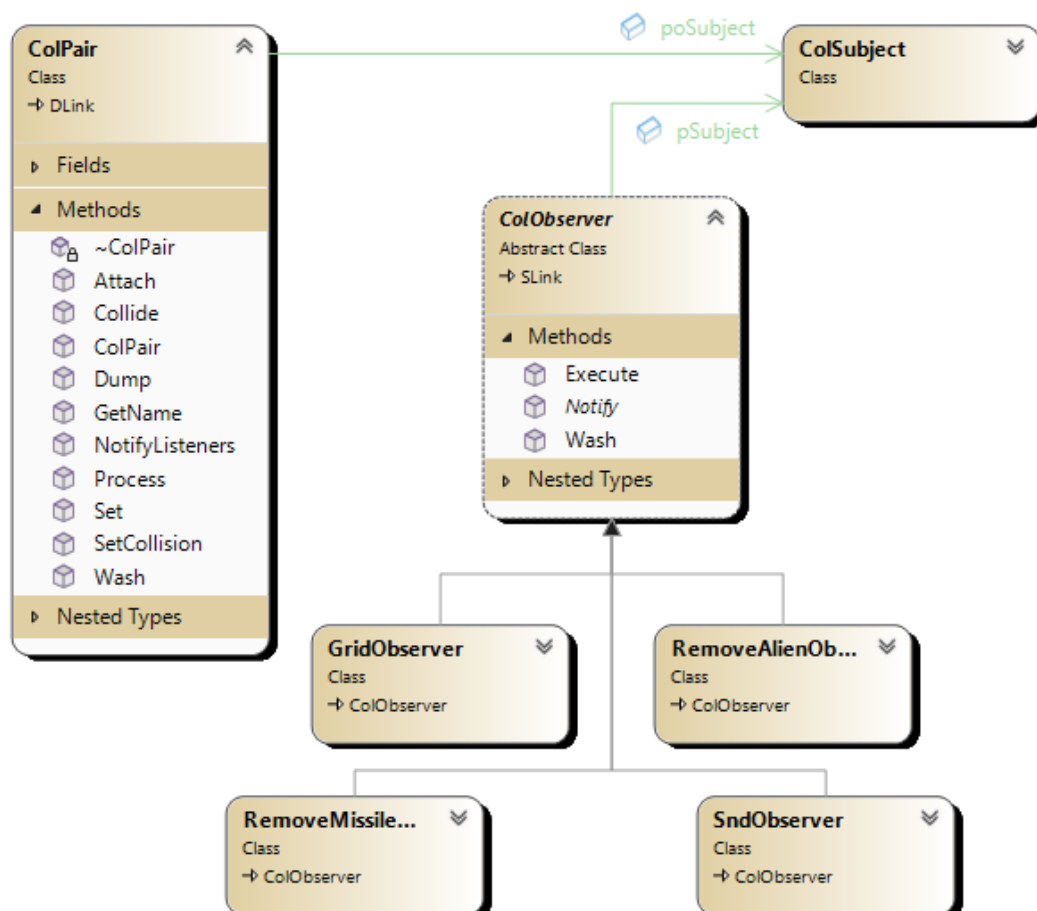 poSubject
ColPair
Class
DLink
Fields
Methods
~ColPair
Attach
Collide
ColPair
Dump
GetName
NotifyListeners
Process
Set
SetCollision
Wash
Nested Types
ColSubject
Class
pSubject
ColObserver
Abstract Class
SLink
Methods
Execute
Notify
Wash
Nested Types
GridObserver
Class
ColObserver
RemoveAlienOb...
Class
ColObserver
RemoveMissile...
Class
ColObserver
SndObserver
Class
ColObserver